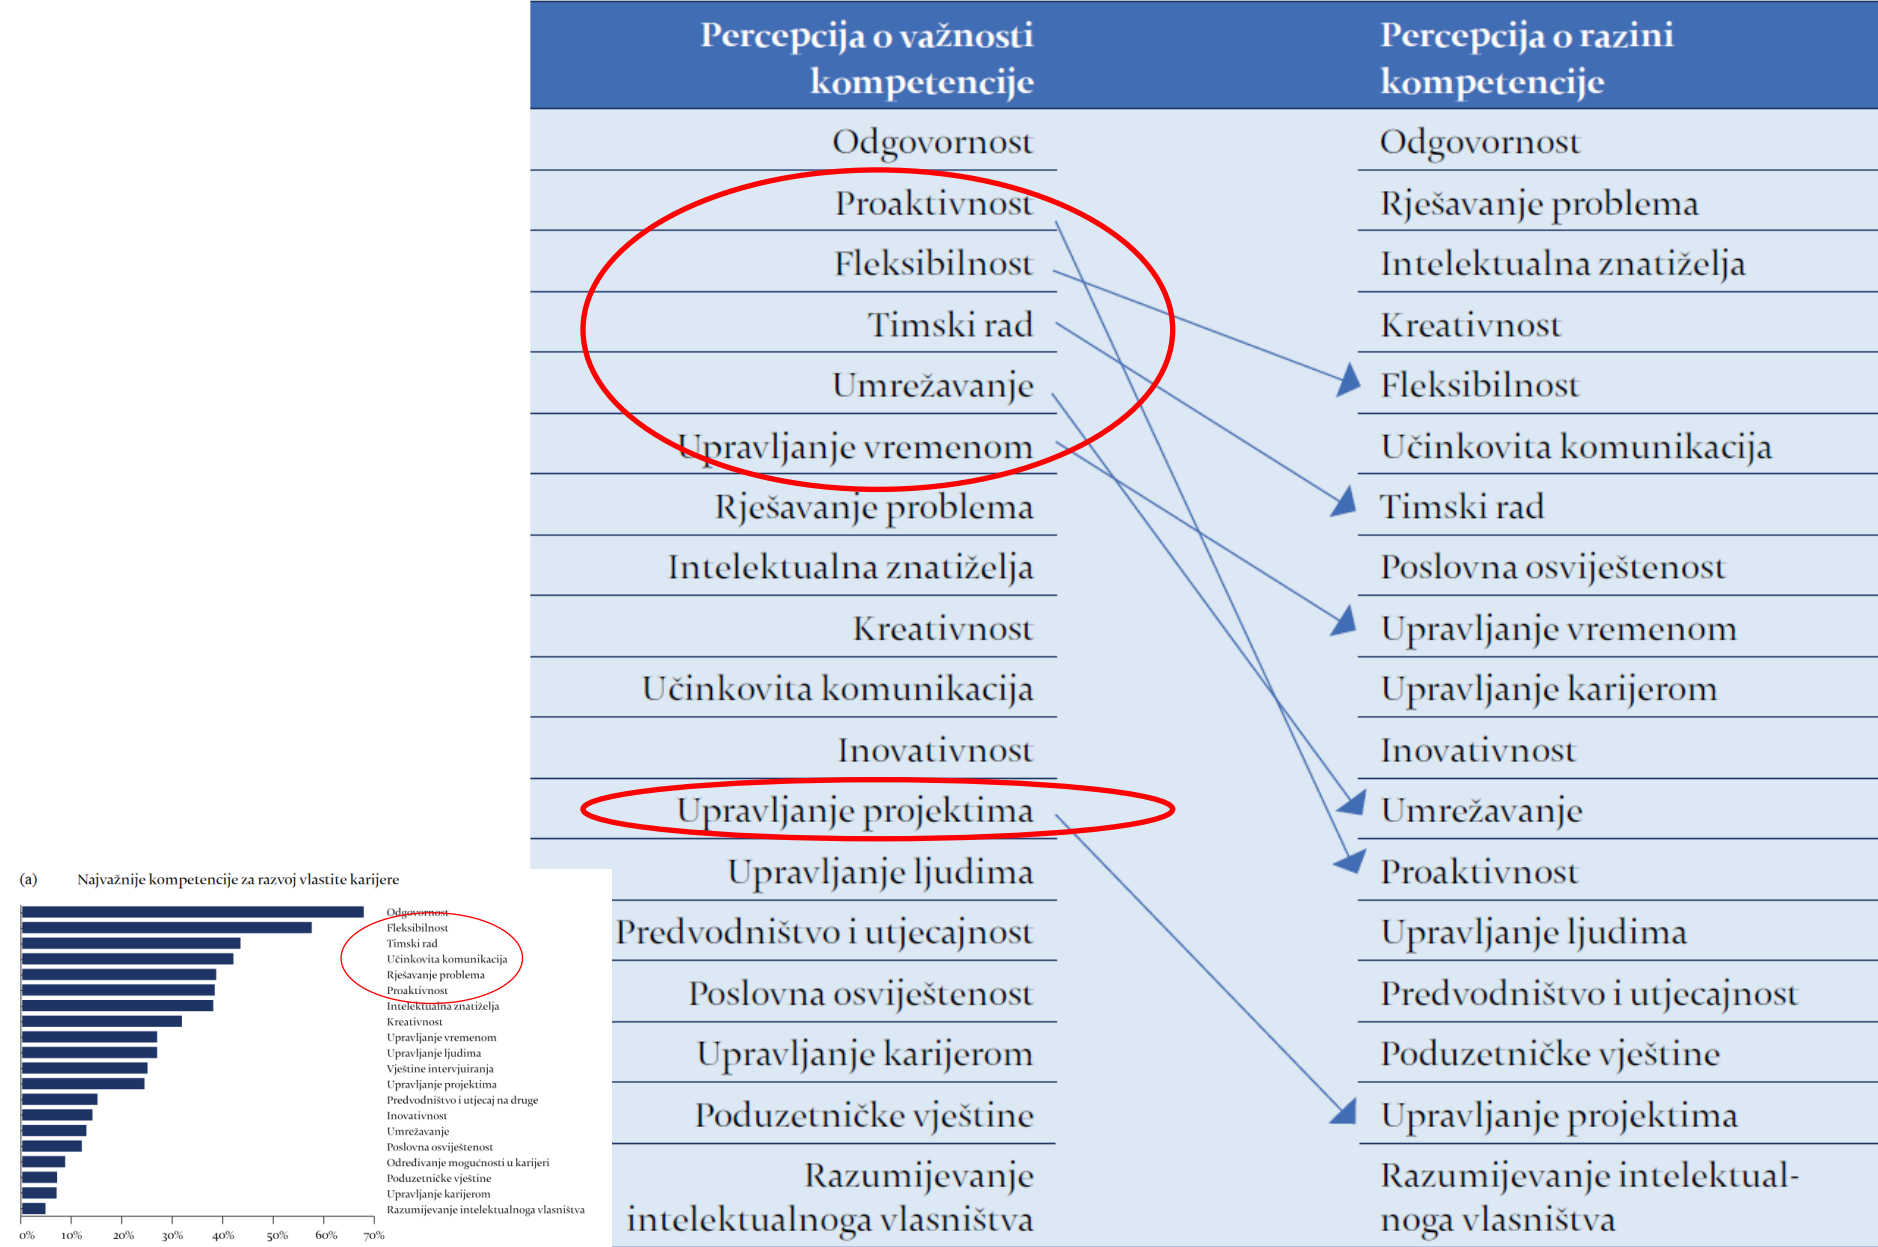 Percepcija o važnosti
kompetencije
Percepcija o razini
kompetencije
Odgovornost
Odgovornost
Proaktivnost
Rješavanje problema
Fleksibilnost
Intelektualna znatiželja
Timski rad
Kreativnost
Umrežavanje
Fleksibilnost
Upravljanje vremenom
Učinkovita komunikacija
Rješavanje problema
Timski rad
Intelektualna znatiželja
Poslovna osviještenost
Kreativnost
Upravljanje vremenom
Učinkovita komunikacija
Upravljanje karijerom
Inovativnost
Inovativnost
Upravljanje projektima
Umrežavanje
Upravljanje ljudima
Proaktivnost
Predvodništvo i utjecajnost
Upravljanje ljudima
Poslovna osviještenost
Predvodništvo i utjecajnost
Upravljanje karijerom
Poduzetničke vještine
Poduzetničke vještine
Upravljanje projektima
Razumijevanje
intelektualnoga vlasništva
Razumijevanje intelektual-
noga vlasništva
(a) Najvažnije kompetencije za razvoj vlastite karijere
Odgovornost
Fleksibilnost
Timski rad
Učinkovita komunikacija
Rješavanje problema
Proaktivnost
Intelektualna znatiželja
Kreativnost
Upravljanje vremenom
Upravljanje ljudima
Vještine intervjuiranja
Upravljanje projektima
Predvodništvo i utjecaj na druge
Inovativnost
Umrežavanje
Poslovna osviještenost
Određivanje mogućnosti u karijeri
Poduzetničke vještine
Upravljanje karijerom
Razumijevanje intelektualnoga vlasništva
0% 10% 20% 30% 40% 50% 60% 70%